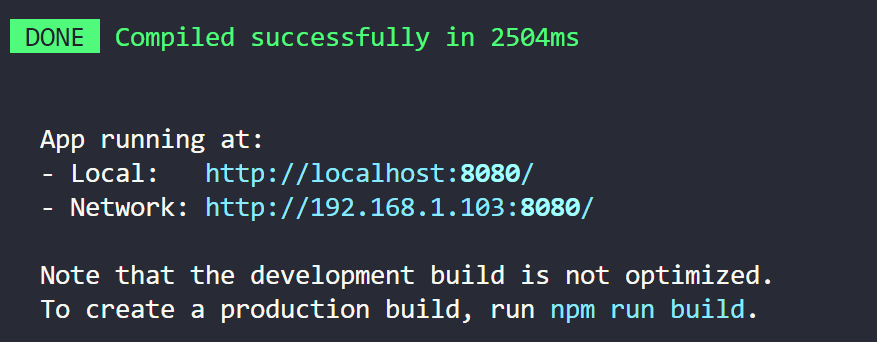 DONE Compiled successfully in 2504ms
App running at:
- Local: http://localhost:8080/
- Network: http://192.168.1.103:8080/
Note that the development build is not optimized.
To create a production build, run npm run build.